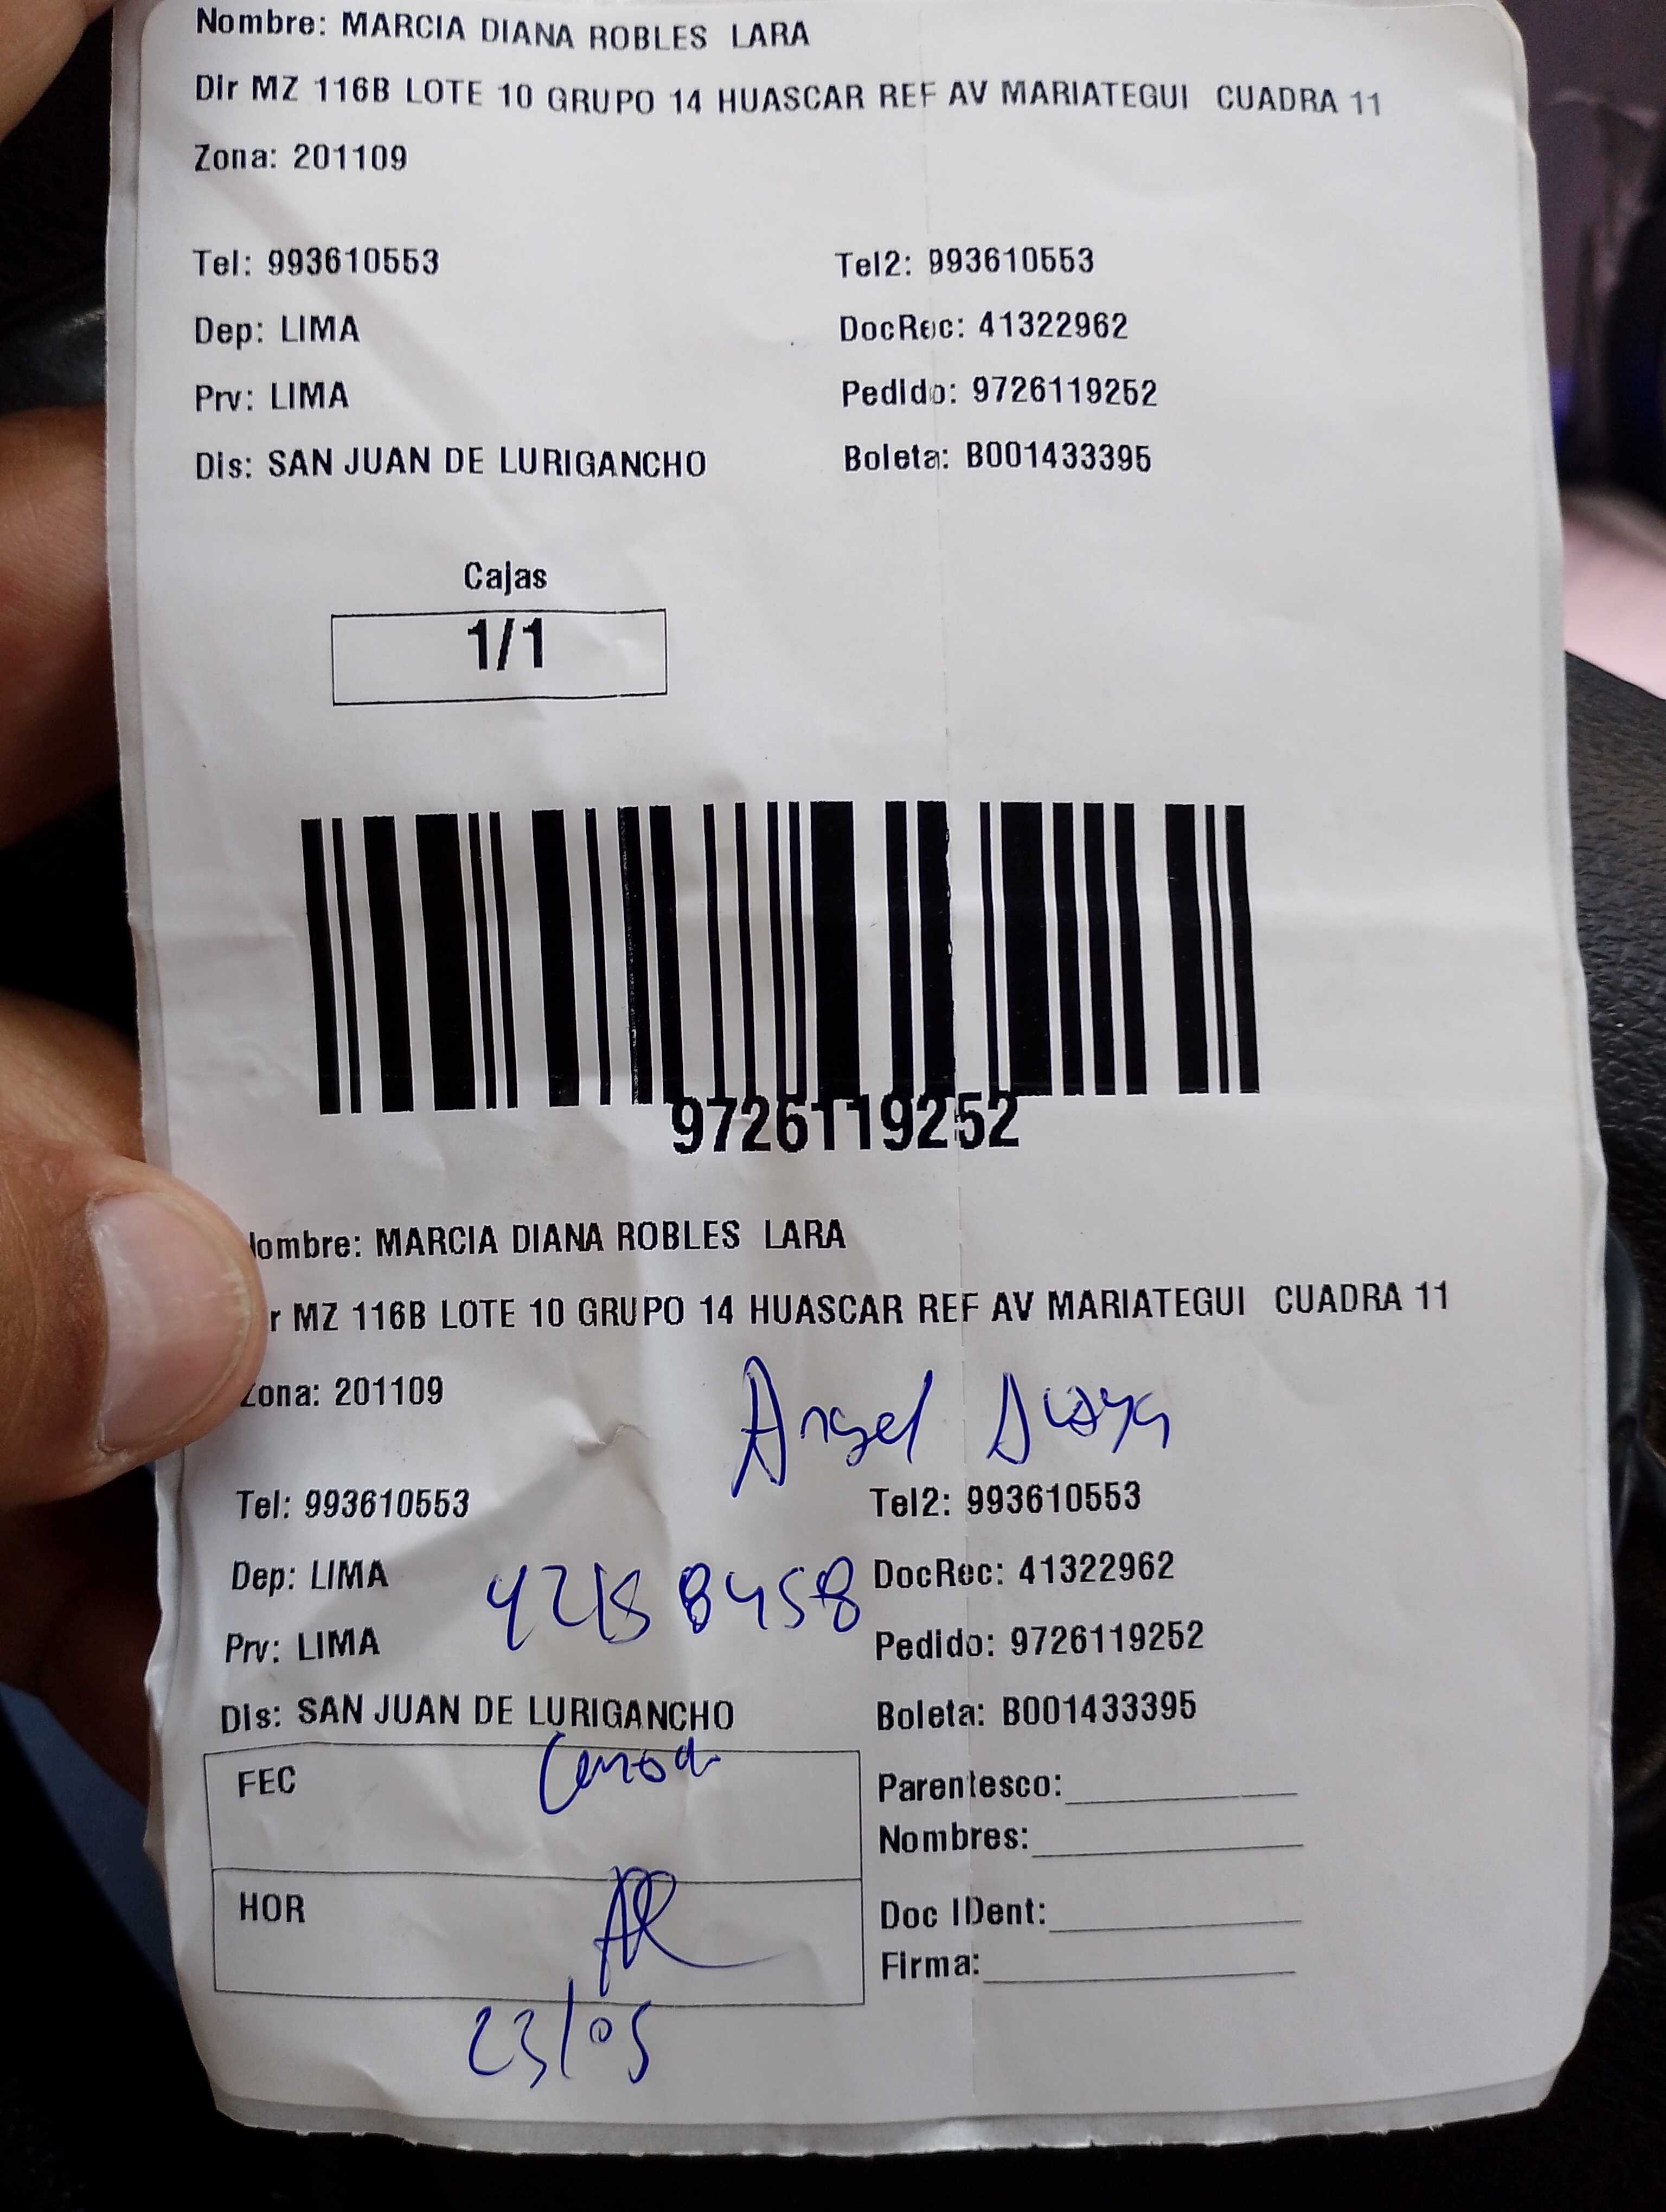 Nombre: MARCIA DIANA ROBLES LARA
Dir MZ 116B LOTE 10 GRUPO 14 HUASCAR REF AV MARIATEGUI CUADRA 11
Zona: 201109
Tel: 993610553 Tel2: 993610553
Dep: LIMA DocRec: 41322962
Prv: LIMA Pedido: 9726119252
Dis: SAN JUAN DE LURIGANCHO Boleta: B001433395
Cajas
1/1
9726119252
ombre: MARCIA DIANA ROBLES LARA
r MZ 116B LOTE 10 GRUPO 14 HUASCAR REF AV MARIATEGUI CUADRA 11
Zona: 201109
Angel
Tel: 993610553 Tel2: 993610553
Dep: LIMA DocRec: 41322962
Prv: LIMA Pedido: 9726119252
Dis: SAN JUAN DE LURIGANCHO Boleta: B001433395
FEC
Parentesco:
Nombres:
HOR
Doc IDent:
Firma:
23/05